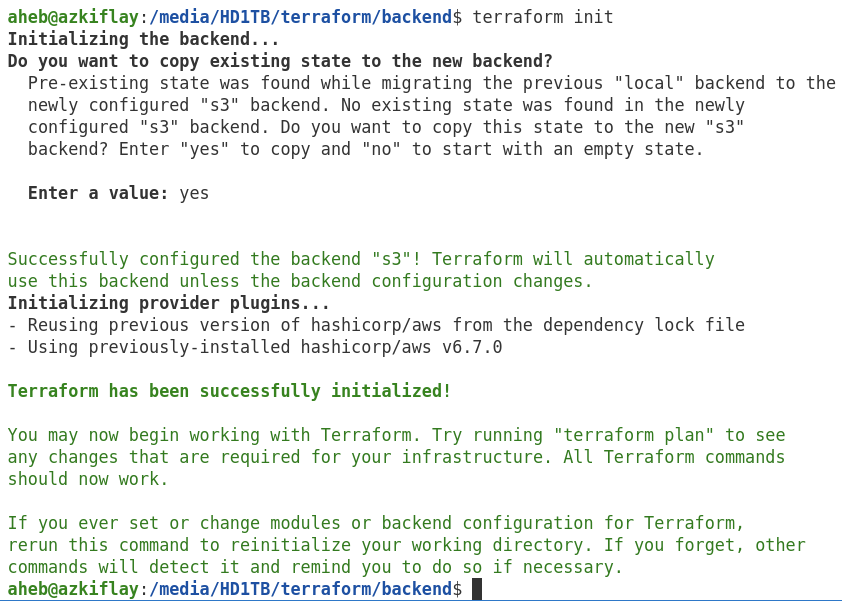 aheb@azkiflay:/media/HD1TB/terraform/backend$ terraform init
Initializing the backend...
Do you want to copy existing state to the new backend?
  Pre-existing state was found while migrating the previous "local" backend to the
  newly configured "s3" backend. No existing state was found in the newly
  configured "s3" backend. Do you want to copy this state to the new "s3"
  backend? Enter "yes" to copy and "no" to start with an empty state.

  Enter a value: yes


Successfully configured the backend "s3"! Terraform will automatically
use this backend unless the backend configuration changes.
Initializing provider plugins...
- Reusing previous version of hashicorp/aws from the dependency lock file
- Using previously-installed hashicorp/aws v6.7.0

Terraform has been successfully initialized!

You may now begin working with Terraform. Try running "terraform plan" to see
any changes that are required for your infrastructure. All Terraform commands
should now work.

If you ever set or change modules or backend configuration for Terraform,
rerun this command to reinitialize your working directory. If you forget, other
commands will detect it and remind you to do so if necessary.
aheb@azkiflay:/media/HD1TB/terraform/backend$